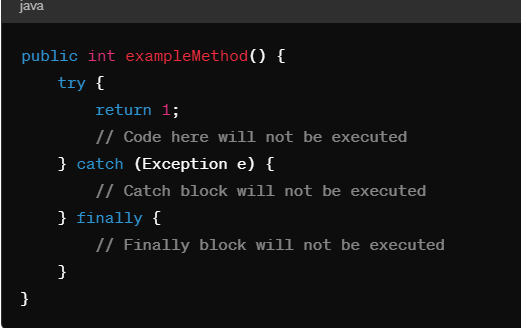 java
public int exampleMethod() {
    try {
        return 1;
        // Code here will not be executed
    } catch (Exception e) {
        // Catch block will not be executed
    } finally {
        // Finally block will not be executed
    }
}